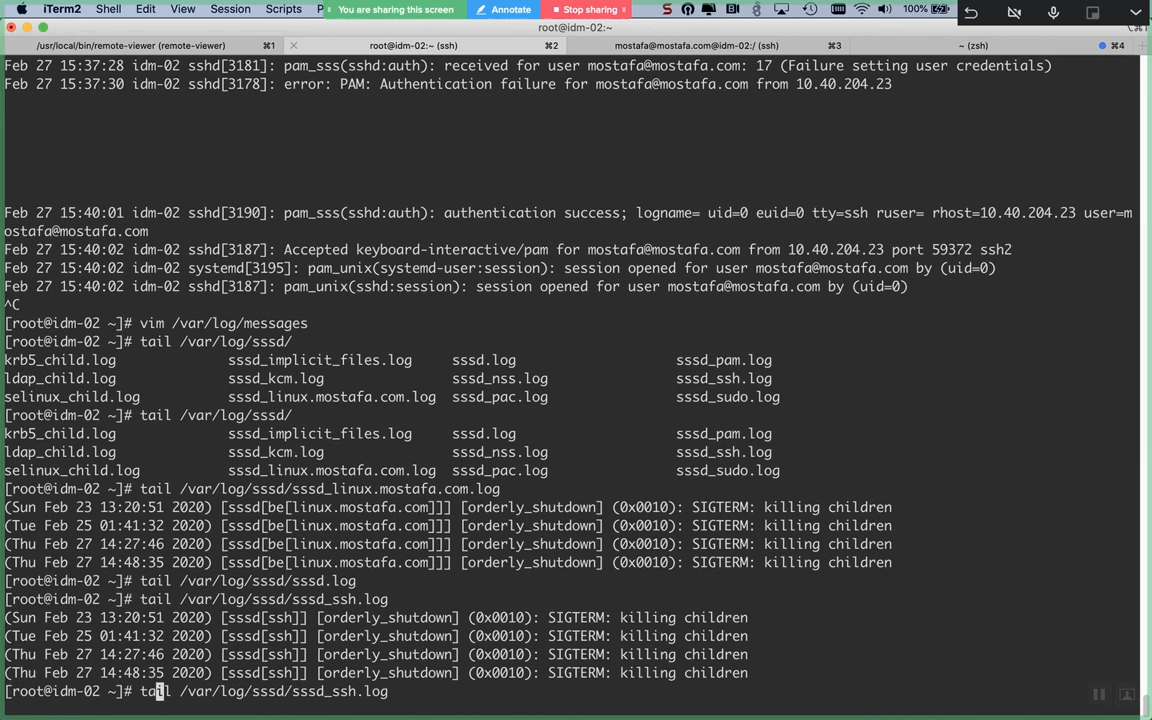 iTerm2 Shell Edit View Session Scripts P You are sharing this screen Annotate Stop sharing 100%
root@idm-02:~ (ssh)
/usr/local/bin/remote-viewer (remote-viewer) ⌘1 root@idm-02:~ (ssh) ⌘2 mostafa@mostafa.com@idm-02:/ (ssh) ⌘3 ~ (zsh) ⌘4
Feb 27 15:37:28 idm-02 sshd[3181]: pam_sss(sshd:auth): received for user mostafa@mostafa.com: 17 (Failure setting user credentials)
Feb 27 15:37:30 idm-02 sshd[3178]: error: PAM: Authentication failure for mostafa@mostafa.com from 10.40.204.23
Feb 27 15:40:01 idm-02 sshd[3190]: pam_sss(sshd:auth): authentication success; logname= uid=0 euid=0 tty=ssh ruser= rhost=10.40.204.23 user=m
ostafa@mostafa.com
Feb 27 15:40:02 idm-02 sshd[3187]: Accepted keyboard-interactive/pam for mostafa@mostafa.com from 10.40.204.23 port 59372 ssh2
Feb 27 15:40:02 idm-02 systemd[3195]: pam_unix(systemd-user:session): session opened for user mostafa@mostafa.com by (uid=0)
Feb 27 15:40:02 idm-02 sshd[3187]: pam_unix(sshd:session): session opened for user mostafa@mostafa.com by (uid=0)
^C
[root@idm-02 ~]# vim /var/log/messages
[root@idm-02 ~]# tail /var/log/sssd/
krb5_child.log sssd_implicit_files.log sssd.log sssd_pam.log
ldap_child.log sssd_kcm.log sssd_nss.log sssd_ssh.log
selinux_child.log sssd_linux.mostafa.com.log sssd_pac.log sssd_sudo.log
[root@idm-02 ~]# tail /var/log/sssd/
krb5_child.log sssd_implicit_files.log sssd.log sssd_pam.log
ldap_child.log sssd_kcm.log sssd_nss.log sssd_ssh.log
selinux_child.log sssd_linux.mostafa.com.log sssd_pac.log sssd_sudo.log
[root@idm-02 ~]# tail /var/log/sssd/sssd_linux.mostafa.com.log
(Sun Feb 23 13:20:51 2020) [sssd[be[linux.mostafa.com]]] [orderly_shutdown] (0x0010): SIGTERM: killing children
(Tue Feb 25 01:41:32 2020) [sssd[be[linux.mostafa.com]]] [orderly_shutdown] (0x0010): SIGTERM: killing children
(Thu Feb 27 14:27:46 2020) [sssd[be[linux.mostafa.com]]] [orderly_shutdown] (0x0010): SIGTERM: killing children
(Thu Feb 27 14:48:35 2020) [sssd[be[linux.mostafa.com]]] [orderly_shutdown] (0x0010): SIGTERM: killing children
[root@idm-02 ~]# tail /var/log/sssd/sssd.log
[root@idm-02 ~]# tail /var/log/sssd/sssd_ssh.log
(Sun Feb 23 13:20:51 2020) [sssd[ssh]] [orderly_shutdown] (0x0010): SIGTERM: killing children
(Tue Feb 25 01:41:32 2020) [sssd[ssh]] [orderly_shutdown] (0x0010): SIGTERM: killing children
(Thu Feb 27 14:27:46 2020) [sssd[ssh]] [orderly_shutdown] (0x0010): SIGTERM: killing children
(Thu Feb 27 14:48:35 2020) [sssd[ssh]] [orderly_shutdown] (0x0010): SIGTERM: killing children
[root@idm-02 ~]# tail /var/log/sssd/sssd_ssh.log